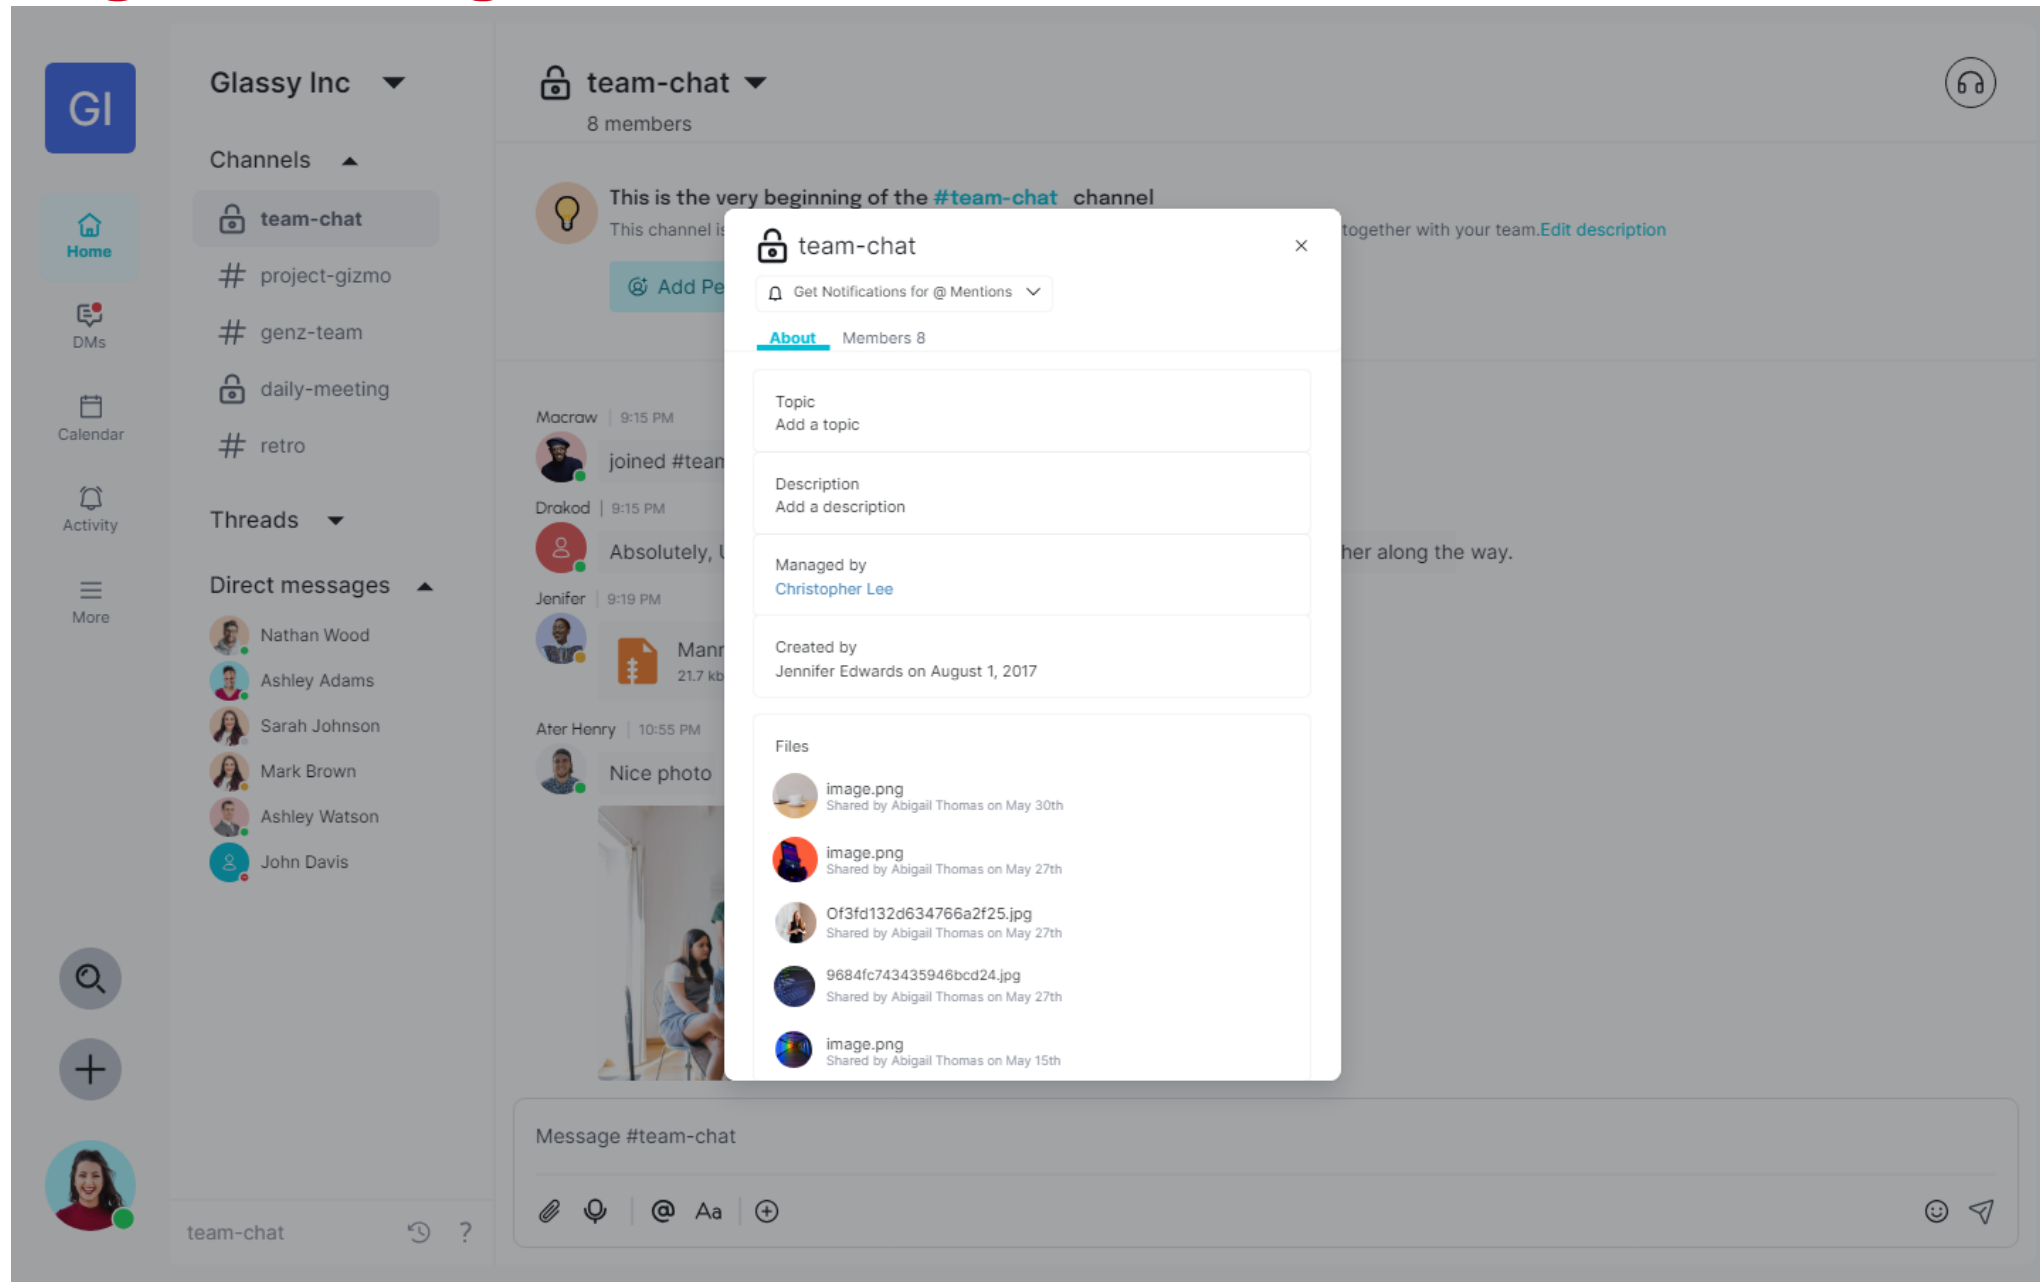 GI
Home
DMs
Calendar
Activity
More
Glassy Inc
Channels
team-chat
project-gizmo
genz-team
daily-meeting
retro
Threads
Direct messages
Nathan Wood
Ashley Adams
Sarah Johnson
Mark Brown
Ashley Watson
John Davis
team-chat
?
team-chat
8 members
This is the very beginning of the #team-chat channel
This channel is
together with your team.Edit description
Add Pe
Macraw | 9:15 PM
joined #team
Drakod | 9:15 PM
Absolutely,
her along the way.
Jenifer | 9:19 PM
21.7 kb
Ater Henry | 10:55 PM
Nice photo
Message #team-chat
@ Aa
team-chat
Get Notifications for @ Mentions
About Members 8
Topic
Add a topic
Description
Add a description
Managed by
Christopher Lee
Created by
Jennifer Edwards on August 1, 2017
Files
image.png
Shared by Abigail Thomas on May 30th
image.png
Shared by Abigail Thomas on May 27th
Of3fd132d634766a2f25.jpg
Shared by Abigail Thomas on May 27th
9684fc743435946bcd24.jpg
Shared by Abigail Thomas on May 27th
image.png
Shared by Abigail Thomas on May 15th